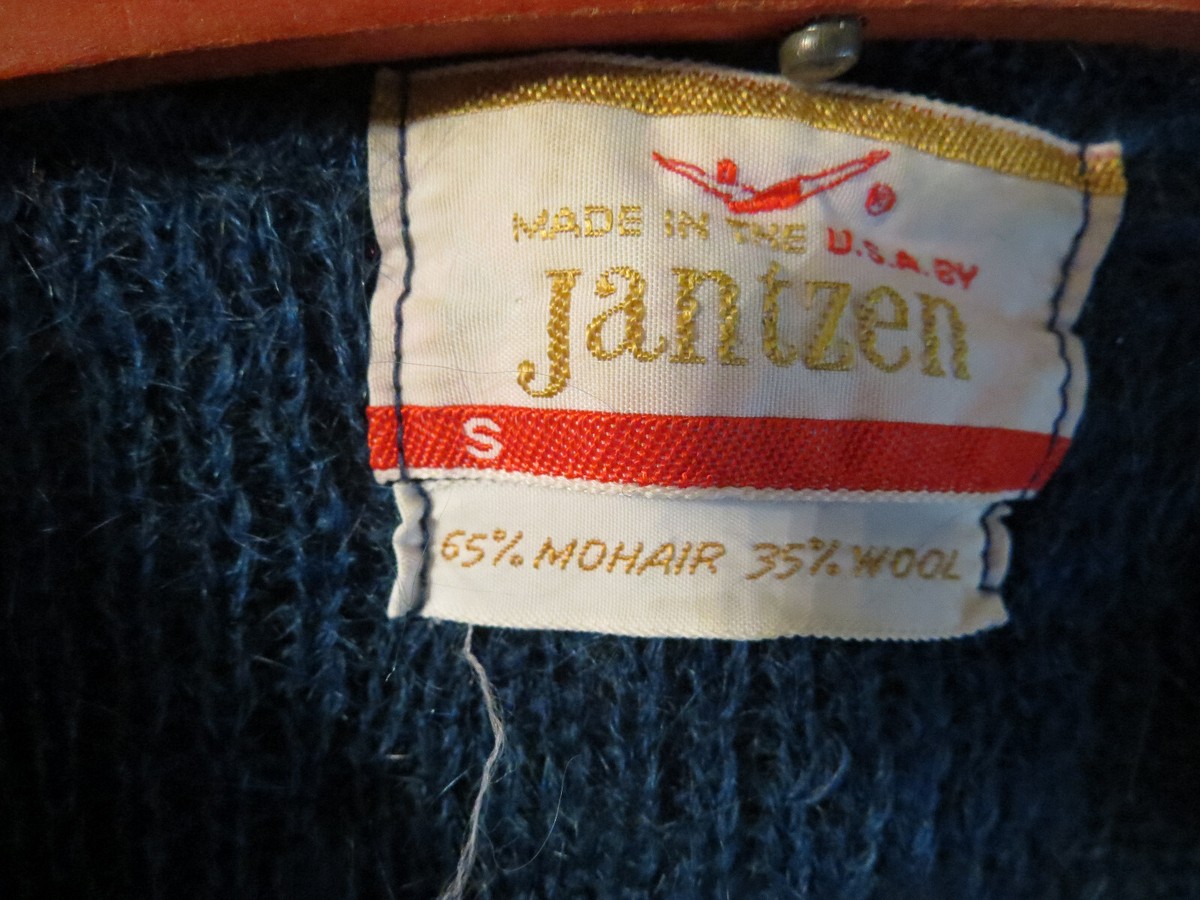 ®
MADE IN THE U.S.A. BY
Jantzen
S
65% MOHAIR 35% WOOL